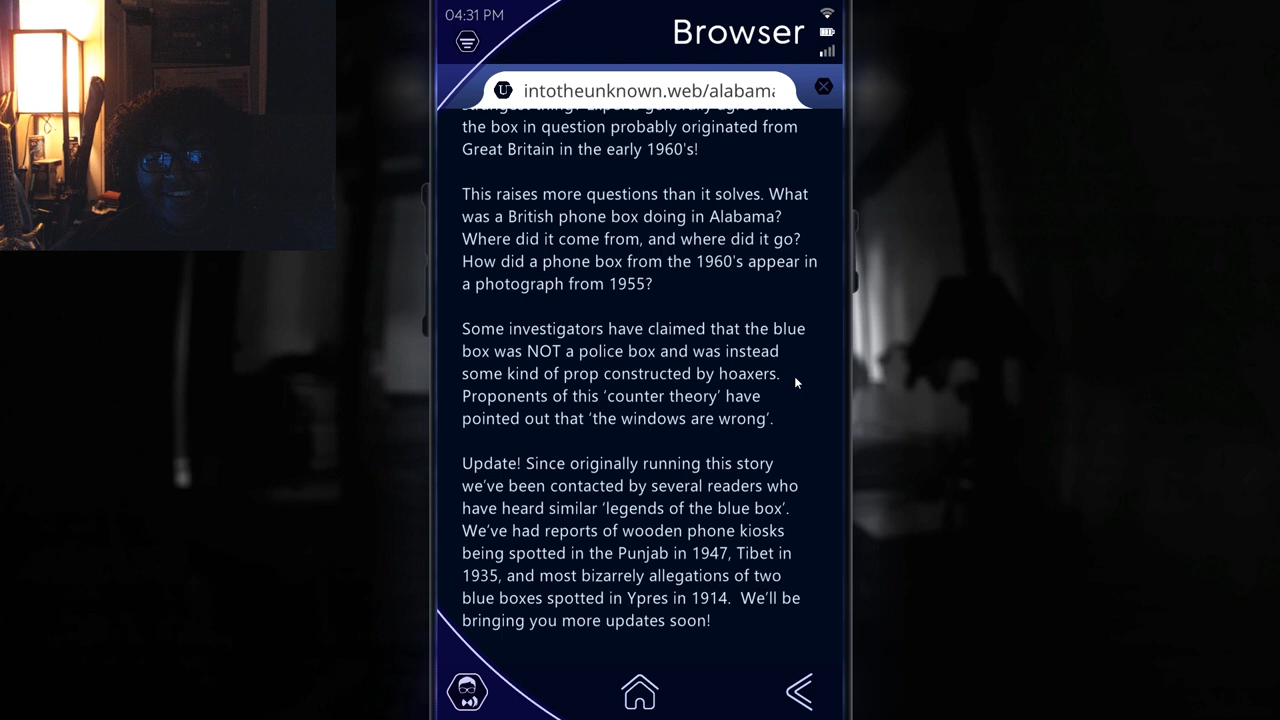 04:31 PM
Browser
U
intotheunknown.web/alabama
the box in question probably originated from
Great Britain in the early 1960's!
This raises more questions than it solves. What
was a British phone box doing in Alabama?
Where did it come from, and where did it go?
How did a phone box from the 1960's appear in
a photograph from 1955?
Some investigators have claimed that the blue
box was NOT a police box and was instead
some kind of prop constructed by hoaxers.
Proponents of this ‘counter theory’ have
pointed out that ‘the windows are wrong’.
Update! Since originally running this story
we’ve been contacted by several readers who
have heard similar ‘legends of the blue box’.
We’ve had reports of wooden phone kiosks
being spotted in the Punjab in 1947, Tibet in
1935, and most bizarrely allegations of two
blue boxes spotted in Ypres in 1914. We’ll be
bringing you more updates soon!